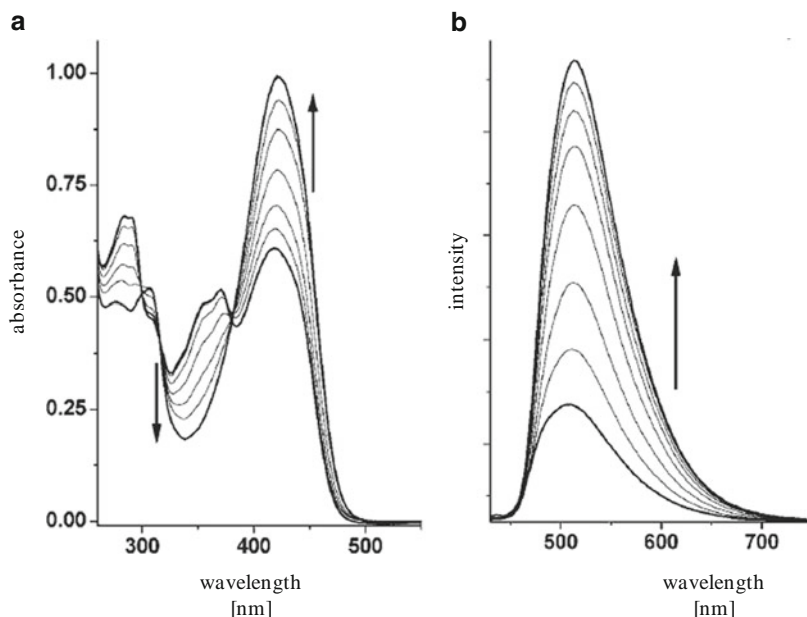 a
1.00
0.75
0.50
0.25
0.00
absorbance
300
400
500
wavelength
[nm]
b
intensity
500
600
700
wavelength
[nm]